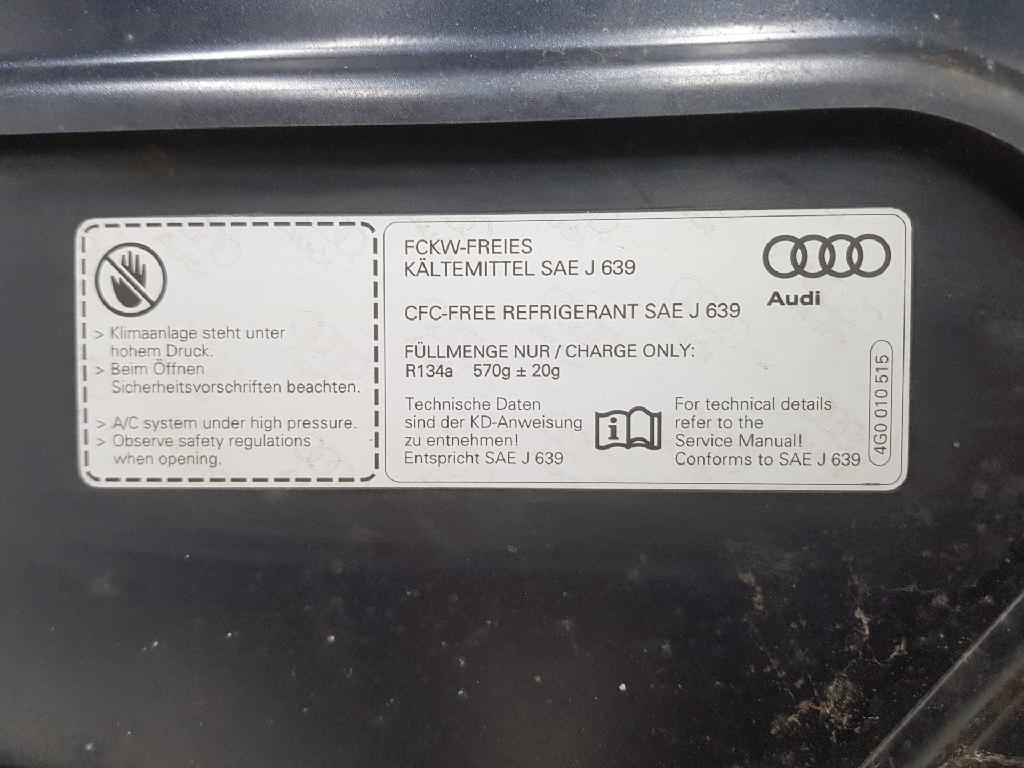 > Klimaanlage steht unter
hohem Druck.
> Beim Öffnen
Sicherheitsvorschriften beachten.
> A/C system under high pressure.
> Observe safety regulations
when opening.
FCKW-FREIES
KÄLTEMITTEL SAE J 639
CFC-FREE REFRIGERANT SAE J 639
FÜLLMENGE NUR / CHARGE ONLY:
R134a 570g ± 20g
Technische Daten
sind der KD-Anweisung
zu entnehmen!
Entspricht SAE J 639
i
For technical details
refer to the
Service Manual!
Conforms to SAE J 639
Audi
4G0 010 515